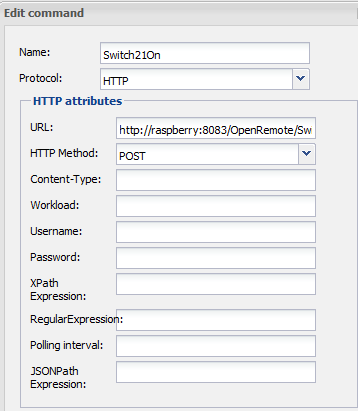 Edit command
Name: Switch21On
Protocol: HTTP
HTTP attributes
URL: http://raspberry:8083/OpenRemote/Sw
HTTP Method: POST
Content-Type:
Workload:
Username:
Password:
XPath
Expression:
RegularExpression:
Polling interval:
JSONPath
Expression: